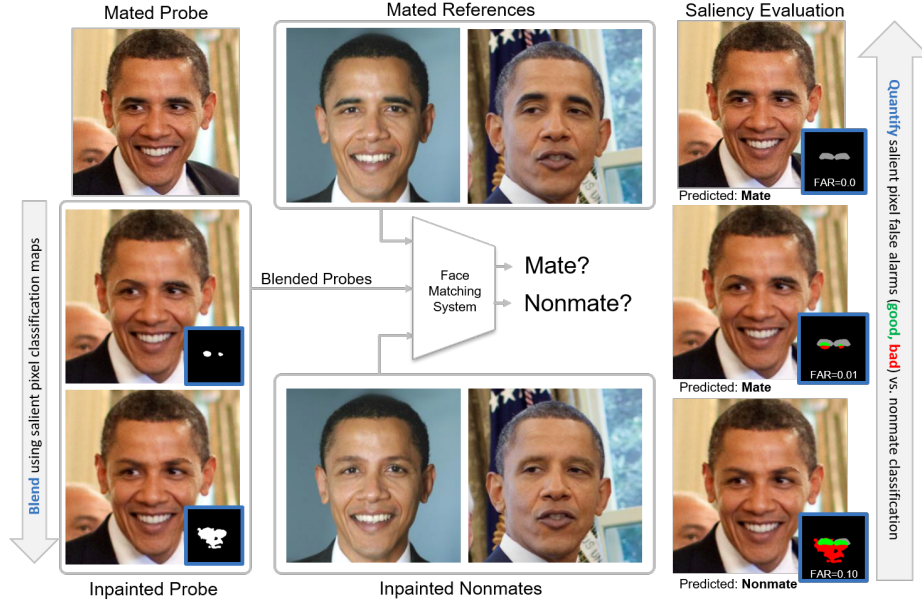 Mated Probe
Mated References
Saliency Evaluation
FAR=0.0
Predicted: Mate
Blend using salient pixel classification maps
Blended Probes
Face
Matching
System
Mate?
Nonmate?
FAR=0.01
Predicted: Mate
Quantify salient pixel false alarms (good, bad) vs. nonmate classification
FAR=0.10
Predicted: Nonmate
Inpainted Probe
Inpainted Nonmates